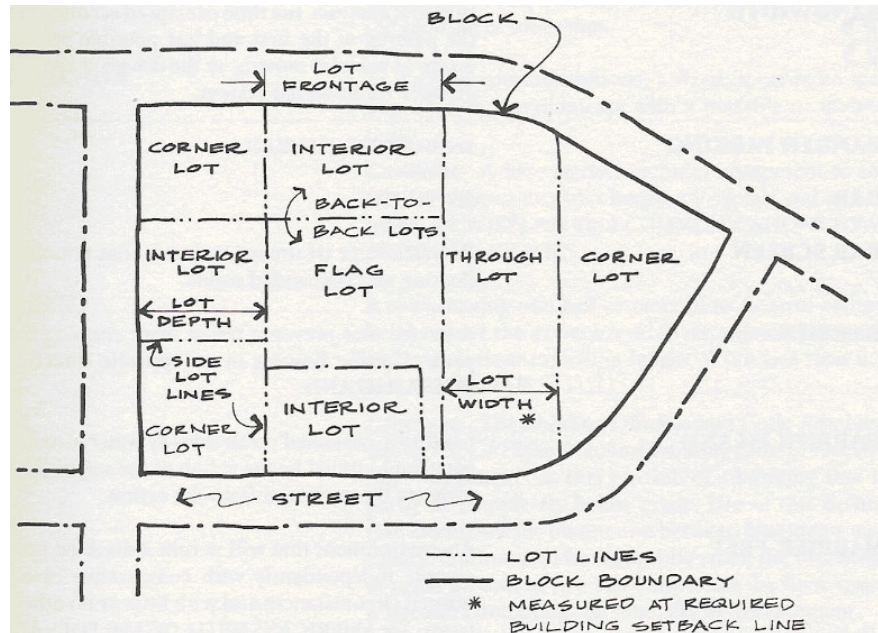 BLOCK
LOT
FRONTAGE
CORNER
LOT
INTERIOR
LOT
BACK-TO-
BACK LOTS
INTERIOR
LOT
FLAG
LOT
THROUGH
LOT
CORNER
LOT
LOT
DEPTH
SIDE
LOT
LINES
LOT
WIDTH
*
CORNER
LOT
INTERIOR
LOT
STREET
LOT LINES
BLOCK BOUNDARY
* MEASURED AT REQUIRED
BUILDING SETBACK LINE